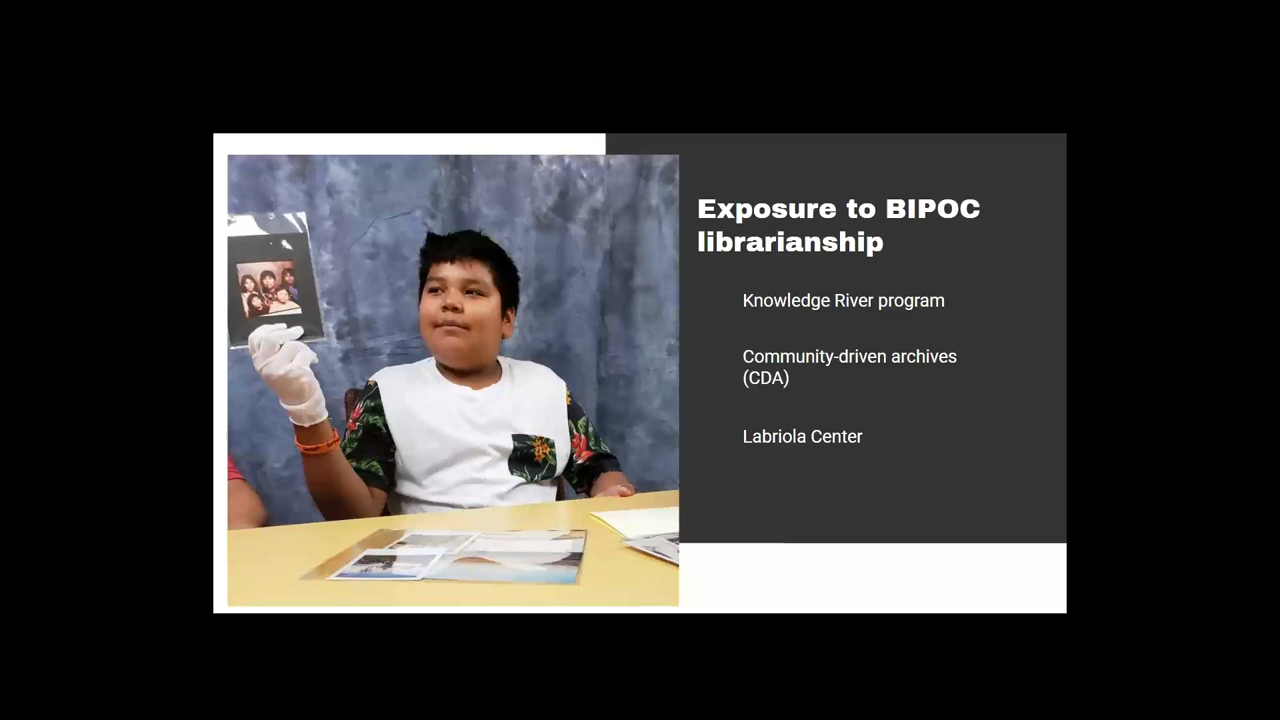 Exposure to BIPOC
librarianship
Knowledge River program
Community-driven archives
(CDA)
Labriola Center